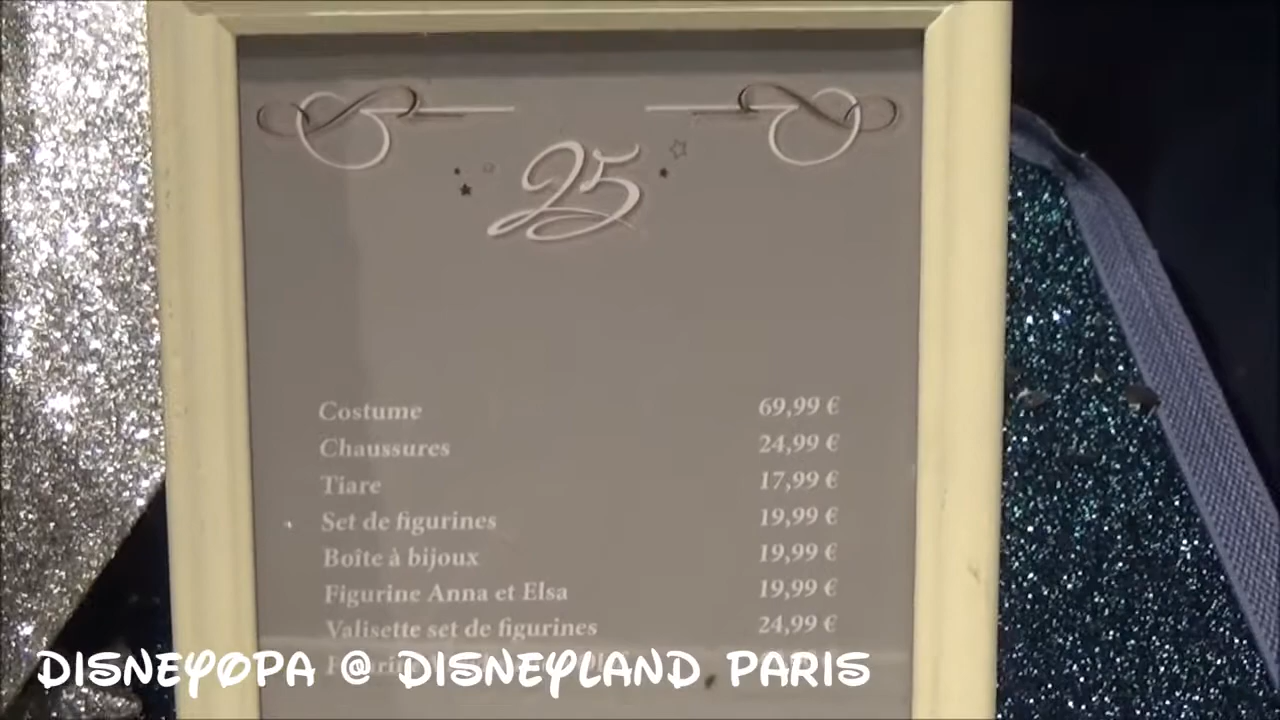 25
Costume 69,99 €
Chaussures 24,99 €
Tiare 17,99 €
Set de figurines 19,99 €
Boîte à bijoux 19,99 €
Figurine Anna et Elsa 19,99 €
Valisette set de figurines 24,99 €
DISNEYOPA @ DISNEYLAND PARIS